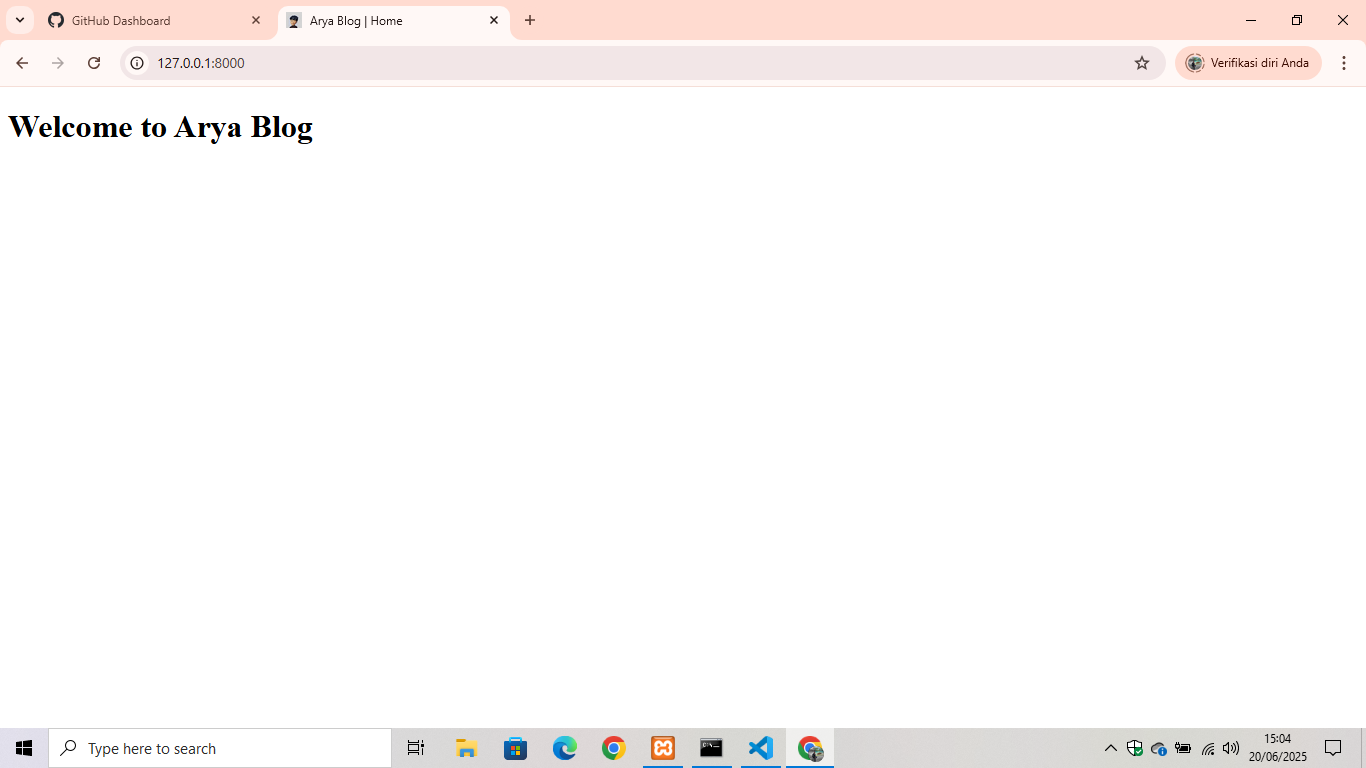 GitHub Dashboard
Arya Blog | Home
127.0.0.1:8000
Verifikasi diri Anda
Welcome to Arya Blog
Type here to search
15:04
20/06/2025